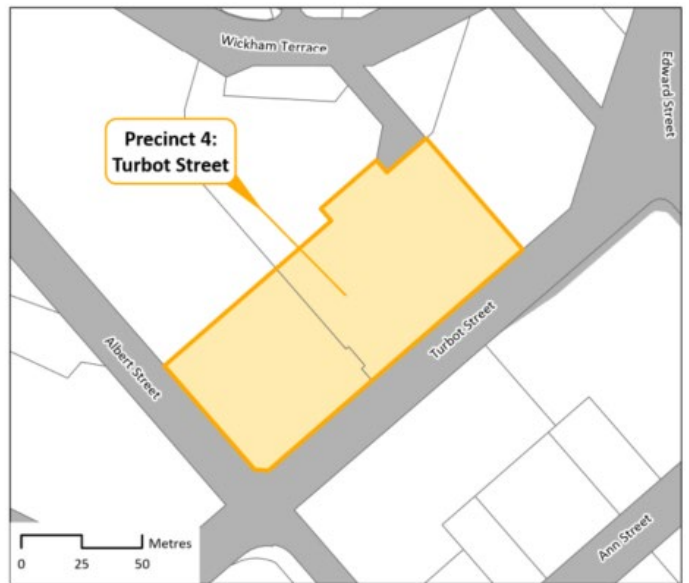 Wickham Terrace
Edward Street
Precinct 4:
Turbot Street
Turbot Street
Albert Street
Ann Street
Metres
0 25 50